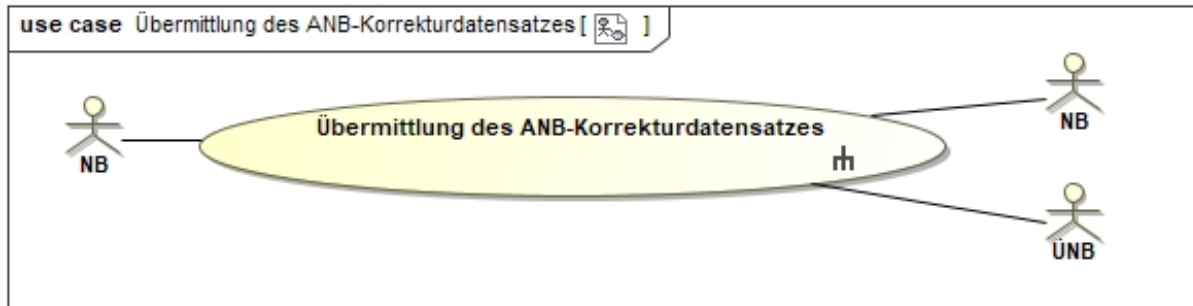 use case Übermittlung des ANB-Korrekturdatensatzes [ ]
NB
Übermittlung des ANB-Korrekturdatensatzes
NB
ÜNB